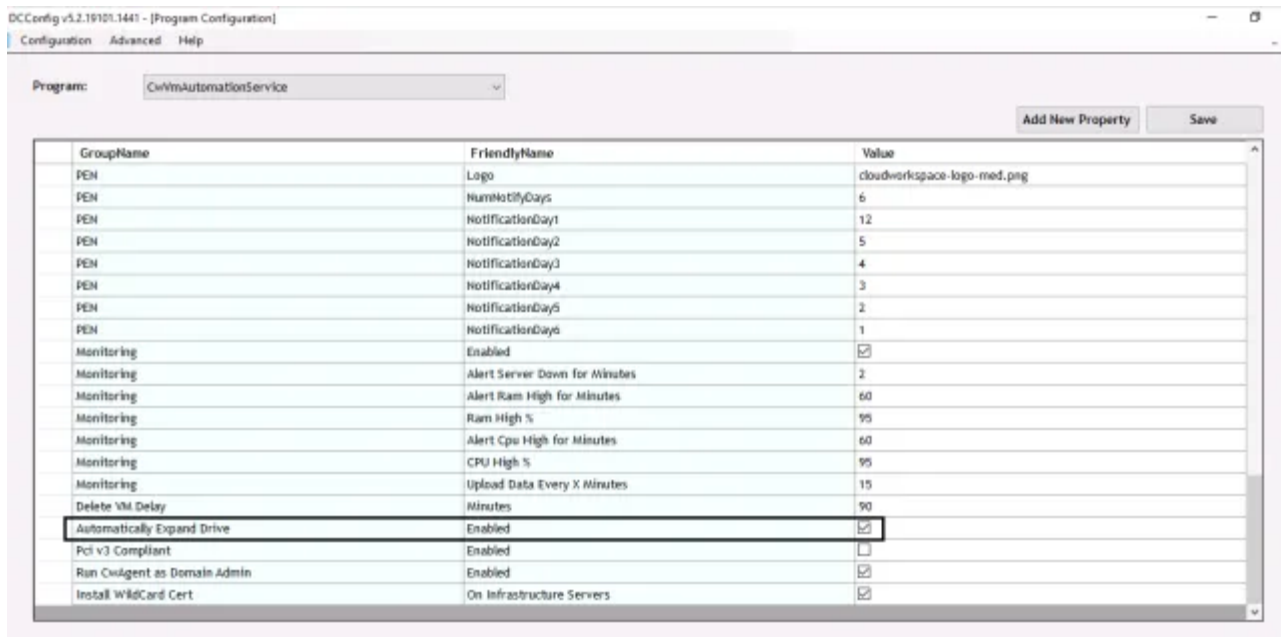 DCConfig v5.2.19101.1441 - [Program Configuration]
Configuration Advanced Help
Program: CwVmAutomationService
Add New Property Save
GroupName FriendlyName Value
PEN Logo cloudworkspace-logo-med.png
PEN NumNotifyDays 6
PEN NotificationDay1 12
PEN NotificationDay2 5
PEN NotificationDay3 4
PEN NotificationDay4 3
PEN NotificationDay5 2
PEN NotificationDay6 1
Monitoring Enabled
Monitoring Alert Server Down for Minutes 2
Monitoring Alert Ram High for Minutes 60
Monitoring Ram High % 95
Monitoring Alert Cpu High for Minutes 60
Monitoring CPU High % 95
Monitoring Upload Data Every X Minutes 15
Delete VM Delay Minutes 90
Automatically Expand Drive Enabled
Pci v3 Compliant Enabled
Run CwAgent as Domain Admin Enabled
Install WildCard Cert On Infrastructure Servers